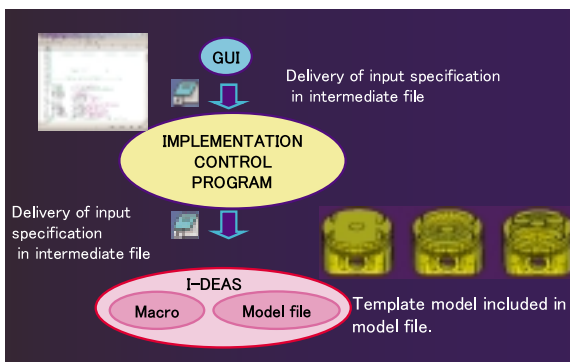 GUI
Delivery of input specification
in intermediate file
IMPLEMENTATION
CONTROL
PROGRAM
Delivery of input
specification
in intermediate file
I-DEAS
Macro
Model file
Template model included in
model file.